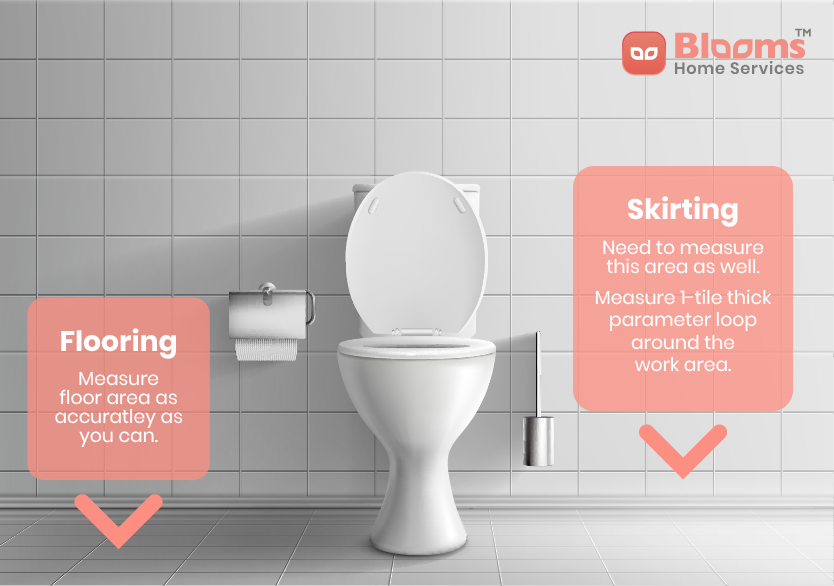 Blooms™
Home Services
Skirting
Need to measure
this area as well.
Measure 1-tile thick
parameter loop
around the
work area.
Flooring
Measure
floor area as
accuratley as
you can.